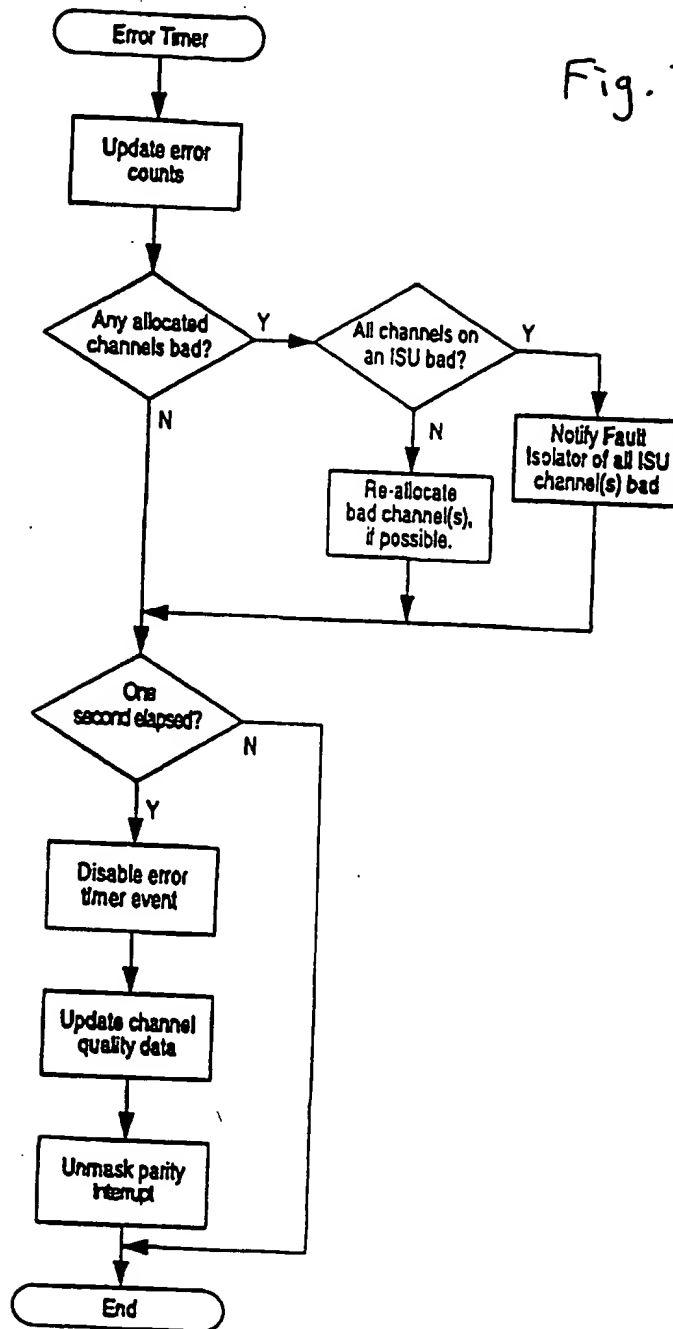 Error Timer
Fig.
Update error
counts
Any allocated
channels bad?
Y
N
All channels on
an ISU bad?
Y
N
Notify Fault
Isolator of all ISU
channel(s) bad
Re-allocate
bad channel(s),
if possible.
One
second elapsed?
N
Y
Disable error
timer event
Update channel
quality data
Unmask parity
interrupt
End